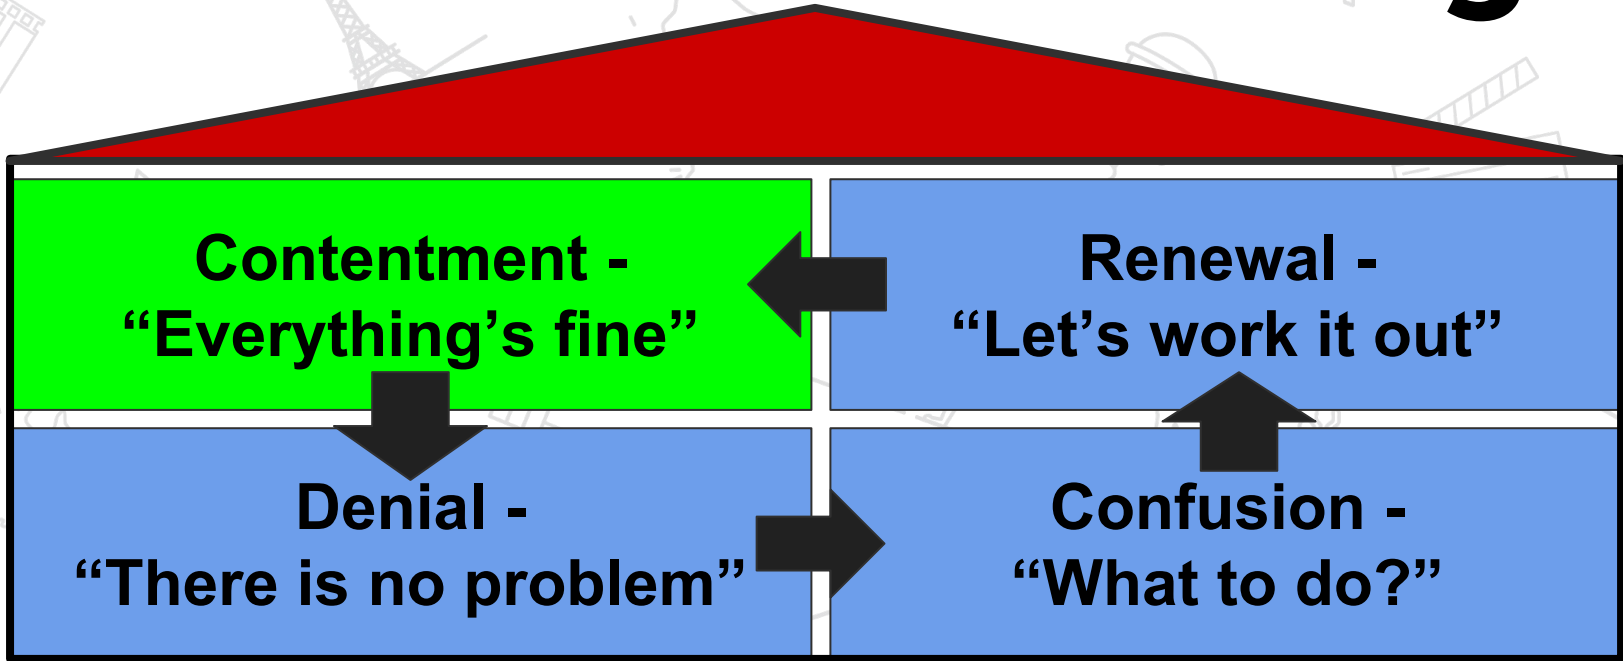 Contentment -
“Everything’s fine”
Renewal -
“Let’s work it out”
Denial -
“There is no problem”
Confusion -
“What to do?”